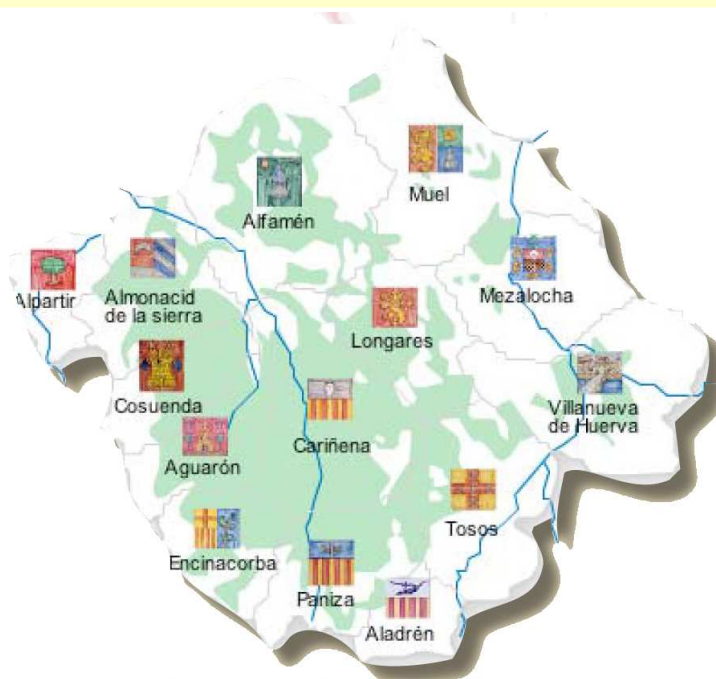 Muel
Alfamén
Alpartir
Almonacid
de la sierra
Mezalocha
Longares
Cosuenda
Villanueva
de Huerva
Cariñena
Aguarón
Tosos
Encinacorba
Paniza
Aladrén